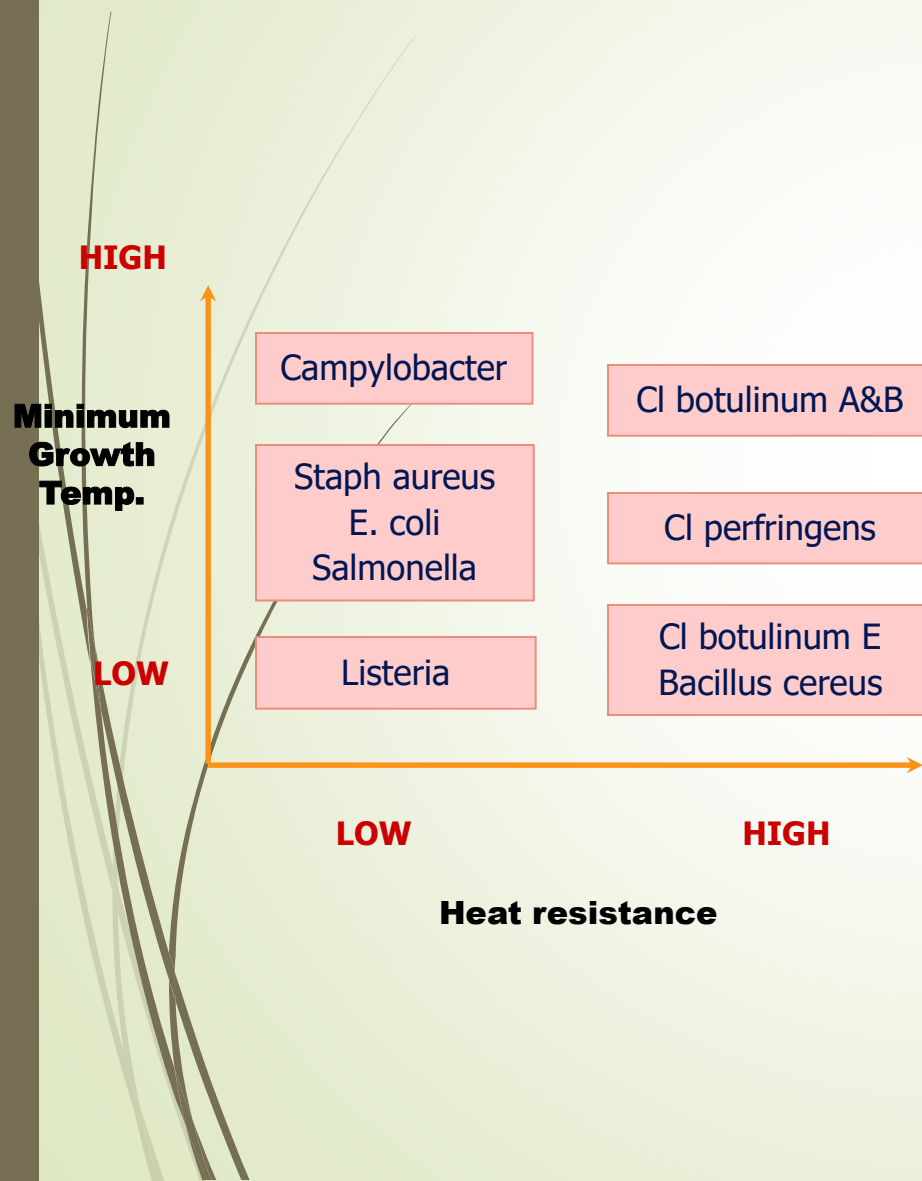 HIGH
Campylobacter
Cl botulinum A&B
Minimum
Growth
Temp.
Staph aureus
E. coli
Salmonella
Cl perfringens
LOW
Listeria
Cl botulinum E
Bacillus cereus
LOW
HIGH
Heat resistance